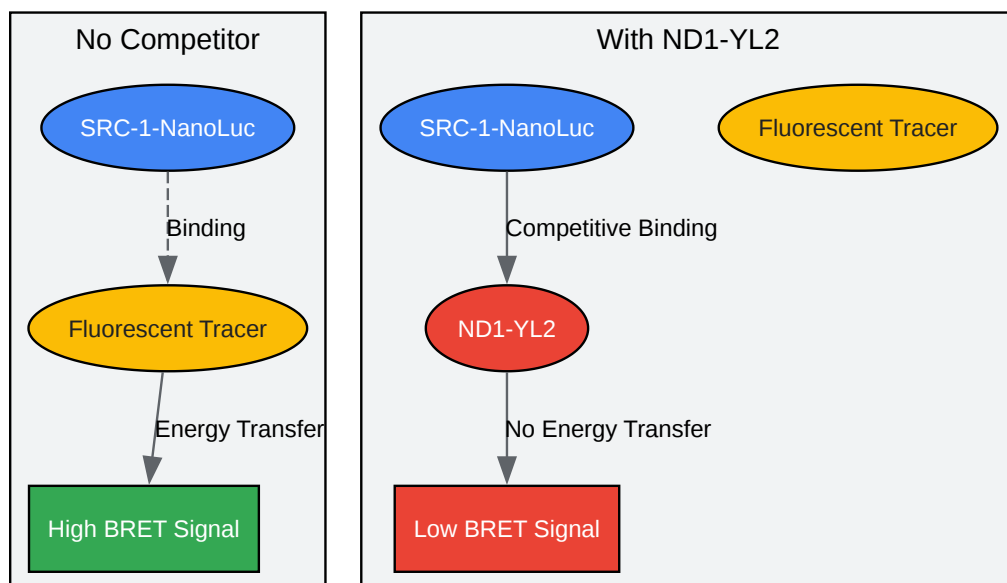 No Competitor
SRC-1-NanoLuc
Binding
Fluorescent Tracer
Energy Transfer
High BRET Signal
With ND1-YL2
SRC-1-NanoLuc
Fluorescent Tracer
Competitive Binding
ND1-YL2
No Energy Transfer
Low BRET Signal